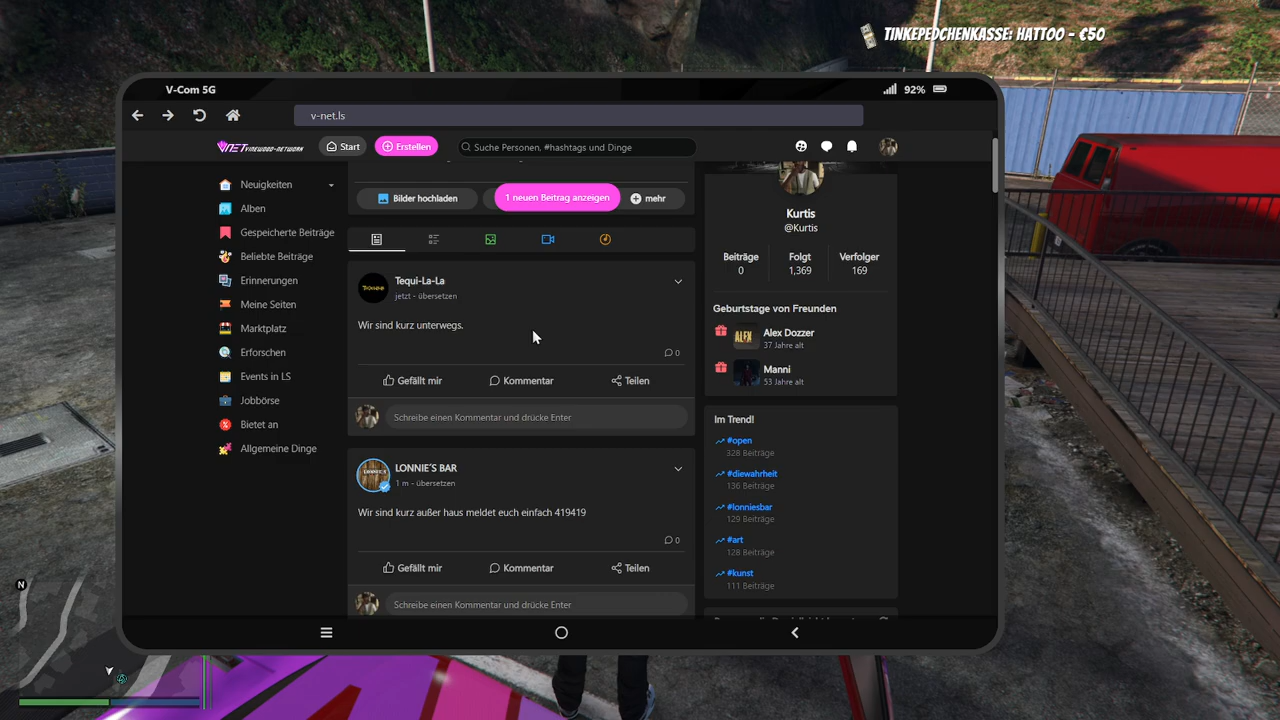 TINKEPEDCHENKASSE: HATTOO - €50
V-Com 5G
92%
v-net.ls
VNET VINEWOOD-NETWORK
Start
Erstellen
Suche Personen, #hashtags und Dinge
Neuigkeiten
Alben
Gespeicherte Beiträge
Beliebte Beiträge
Erinnerungen
Meine Seiten
Marktplatz
Erforschen
Events in LS
Jobbörse
Bietet an
Allgemeine Dinge
Bilder hochladen
1 neuen Beitrag anzeigen
mehr
Tequi-La-La
jetzt - übersetzen
Wir sind kurz unterwegs.
0
Gefällt mir
Kommentar
Teilen
Schreibe einen Kommentar und drücke Enter
LONNIE'S BAR
1 m - übersetzen
Wir sind kurz außer haus meldet euch einfach 419419
0
Gefällt mir
Kommentar
Teilen
Schreibe einen Kommentar und drücke Enter
Kurtis
@Kurtis
Beiträge Folgt Verfolger
0 1,369 169
Geburtstage von Freunden
ALEX
Alex Dozzer
37 Jahre alt
Manni
53 Jahre alt
Im Trend!
#open
328 Beiträge
#diewahrheit
136 Beiträge
#lonniesbar
129 Beiträge
#art
128 Beiträge
#kunst
111 Beiträge
N